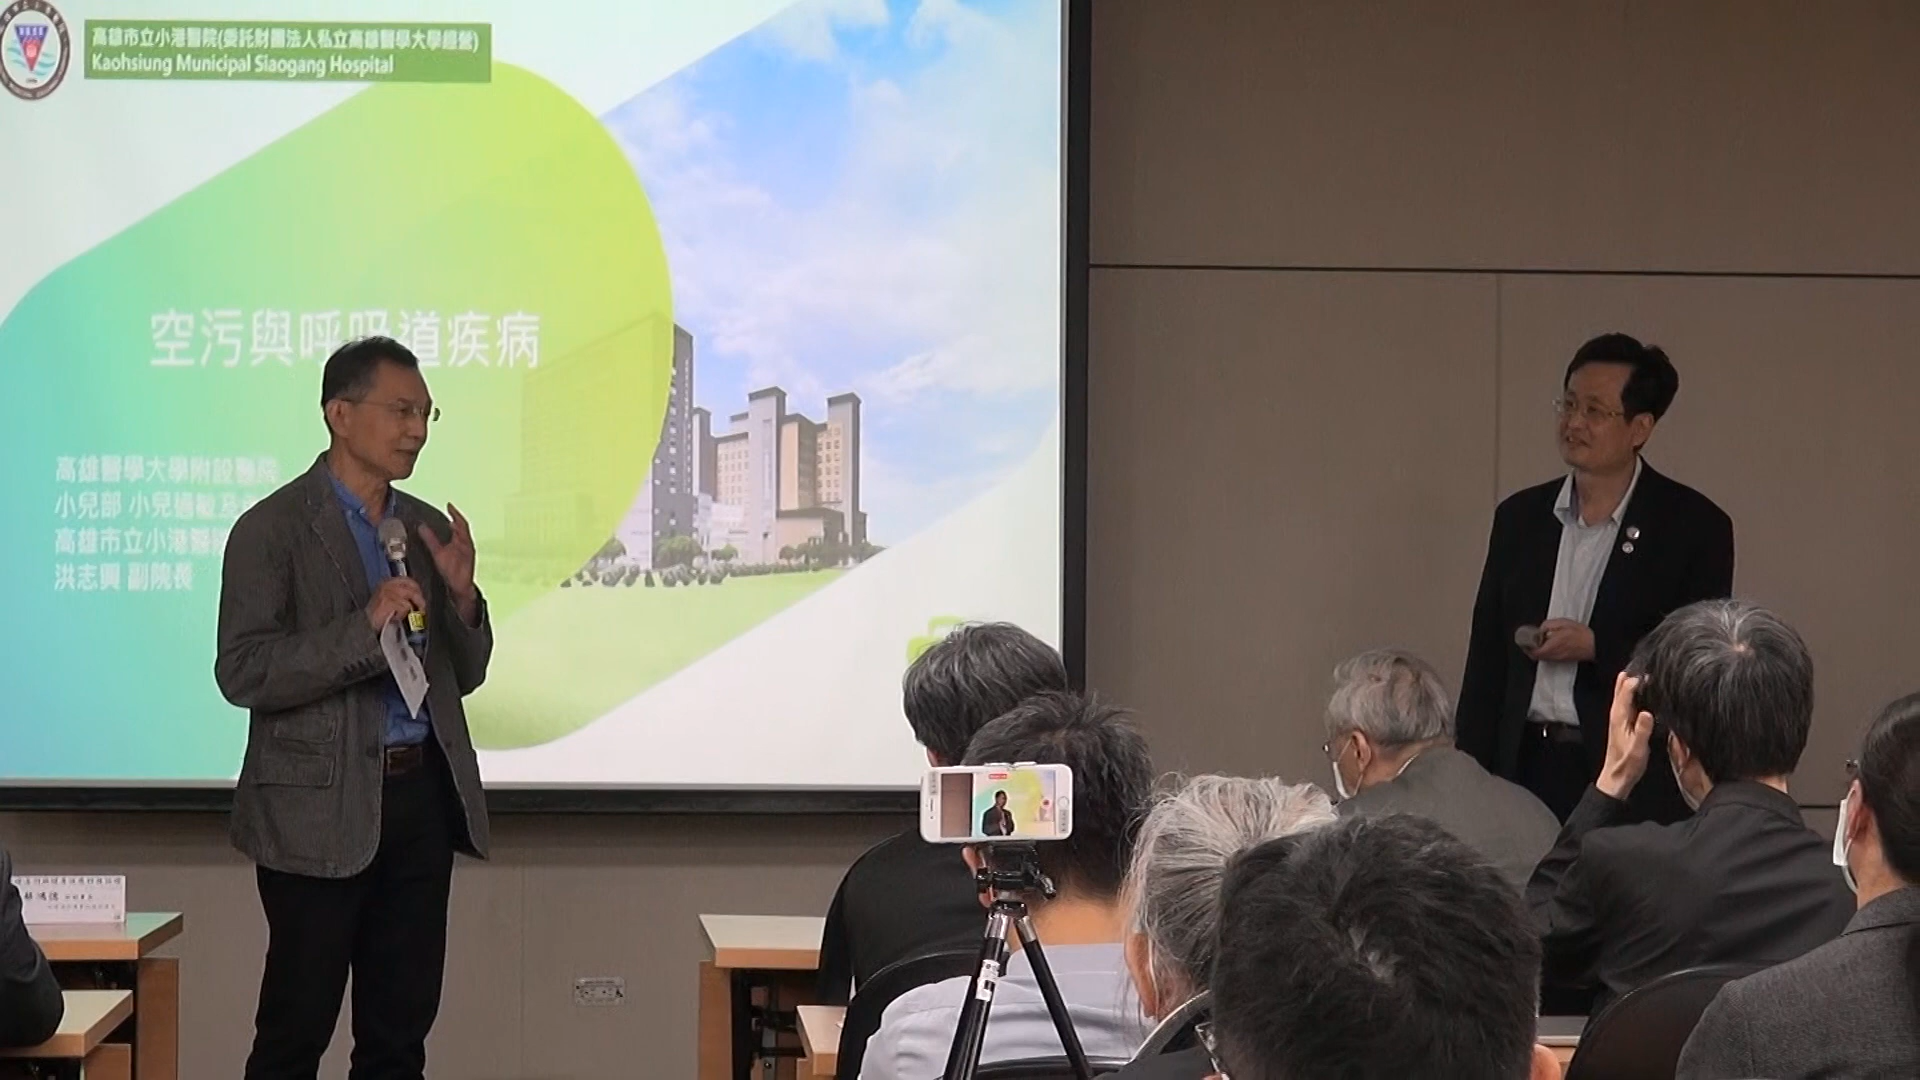 高雄市立小港醫院(委託財團法人私立高雄醫學大學經營)
Kaohsiung Municipal Siaogang Hospital
空污與呼吸道疾病
高雄醫學大學附設醫院
小兒部 小兒過敏及
高雄市立小港醫
洪志興 副院長